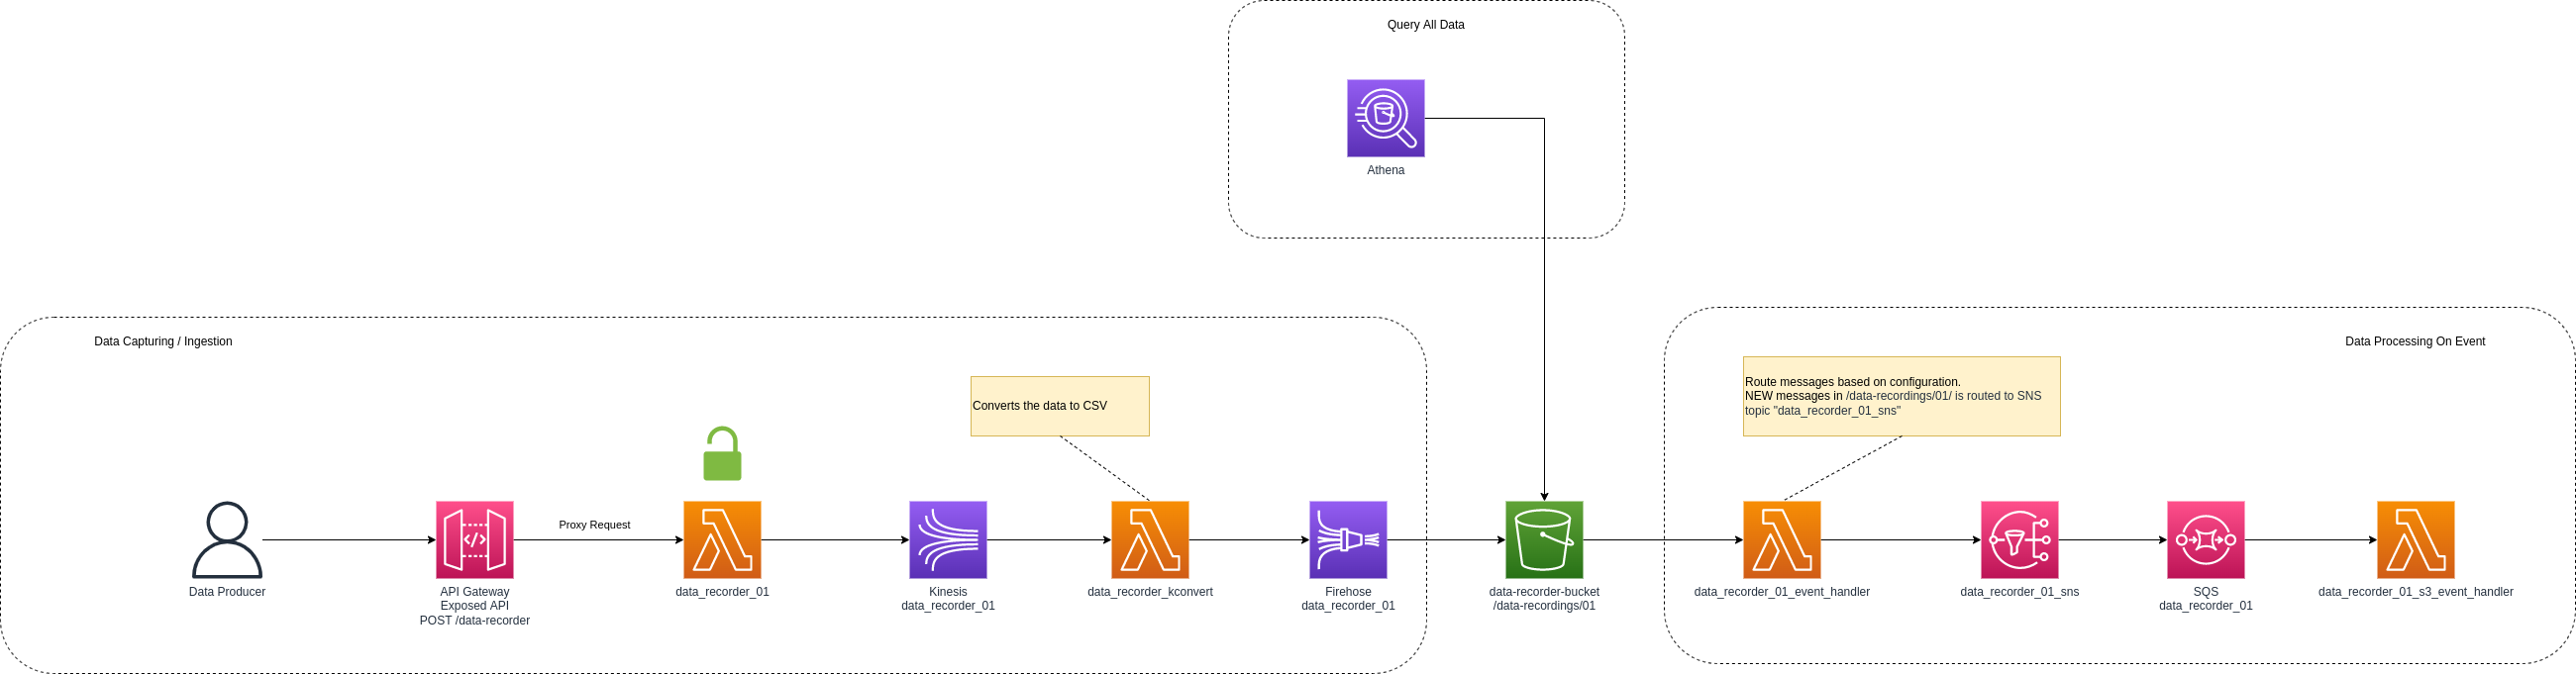 Query All Data
Athena
Data Capturing / Ingestion
Converts the data to CSV
Data Producer
API Gateway
Exposed API
POST /data-recorder
Proxy Request
data_recorder_01
Kinesis
data_recorder_01
data_recorder_kconvert
Firehose
data_recorder_01
data-recorder-bucket
/data-recordings/01
Data Processing On Event
Route messages based on configuration.
NEW messages in /data-recordings/01/ is routed to SNS
topic "data_recorder_01_sns"
data_recorder_01_event_handler
data_recorder_01_sns
SQS
data_recorder_01
data_recorder_01_s3_event_handler